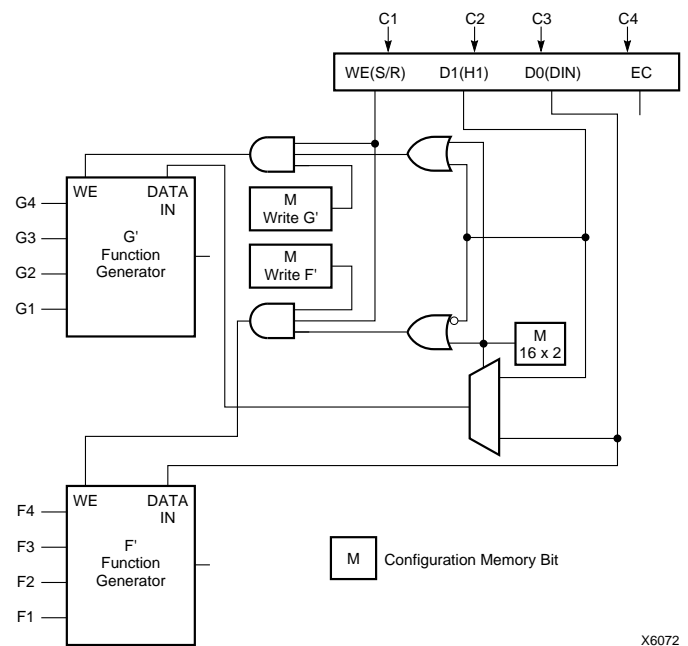 C1 C2 C3 C4
WE(S/R) D1(H1) D0(DIN) EC
WE DATA
IN
G4
G3
G2
G1
G'
Function
Generator
M
Write G'
M
Write F'
M
16 x 2
WE DATA
IN
F4
F3
F2
F1
F'
Function
Generator
M Configuration Memory Bit
X6072